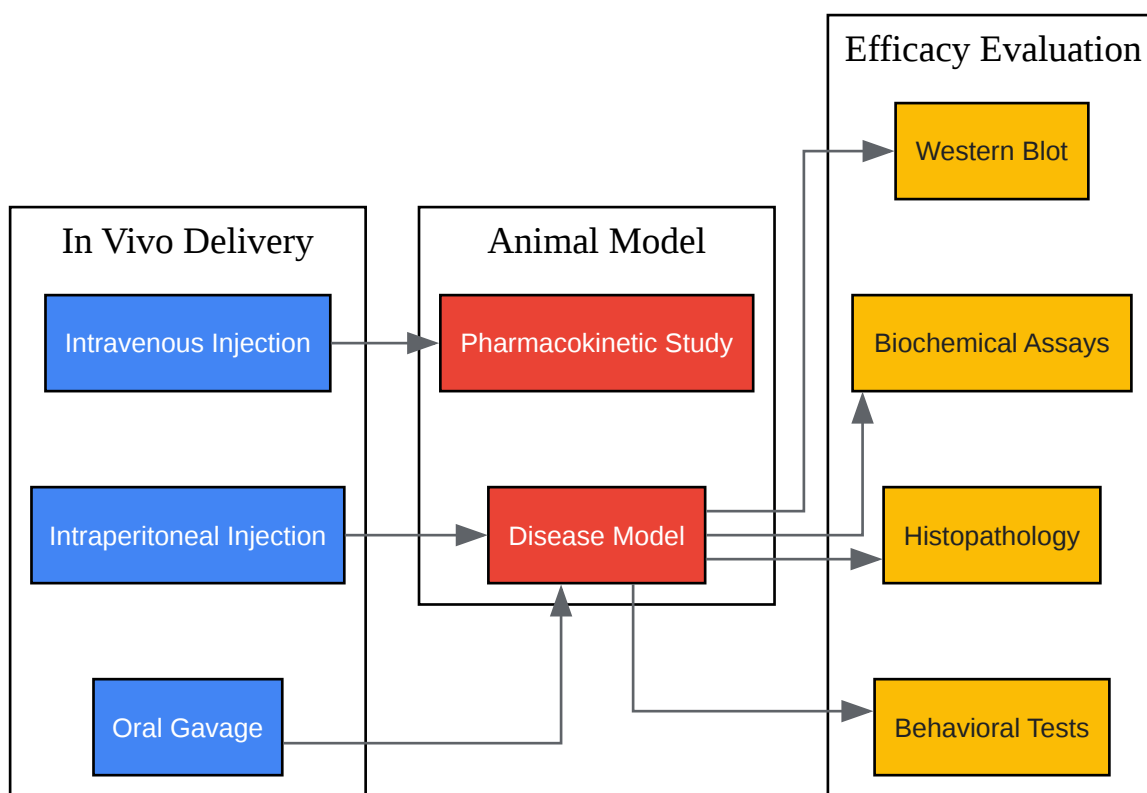 Efficacy Evaluation
Western Blot
In Vivo Delivery
Animal Model
Intravenous Injection
Pharmacokinetic Study
Biochemical Assays
Intraperitoneal Injection
Disease Model
Histopathology
Oral Gavage
Behavioral Tests